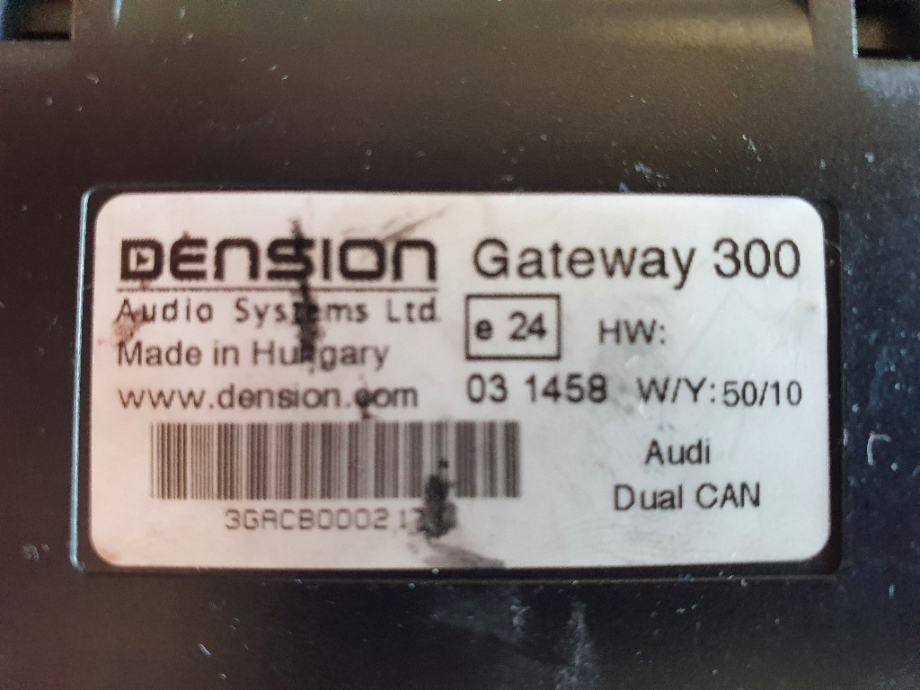 DENSION
Gateway 300
Audio Systems Ltd
e 24
HW:
Made in Hungary
www.dension.com
03 1458
W/Y: 50/10
Audi
Dual CAN